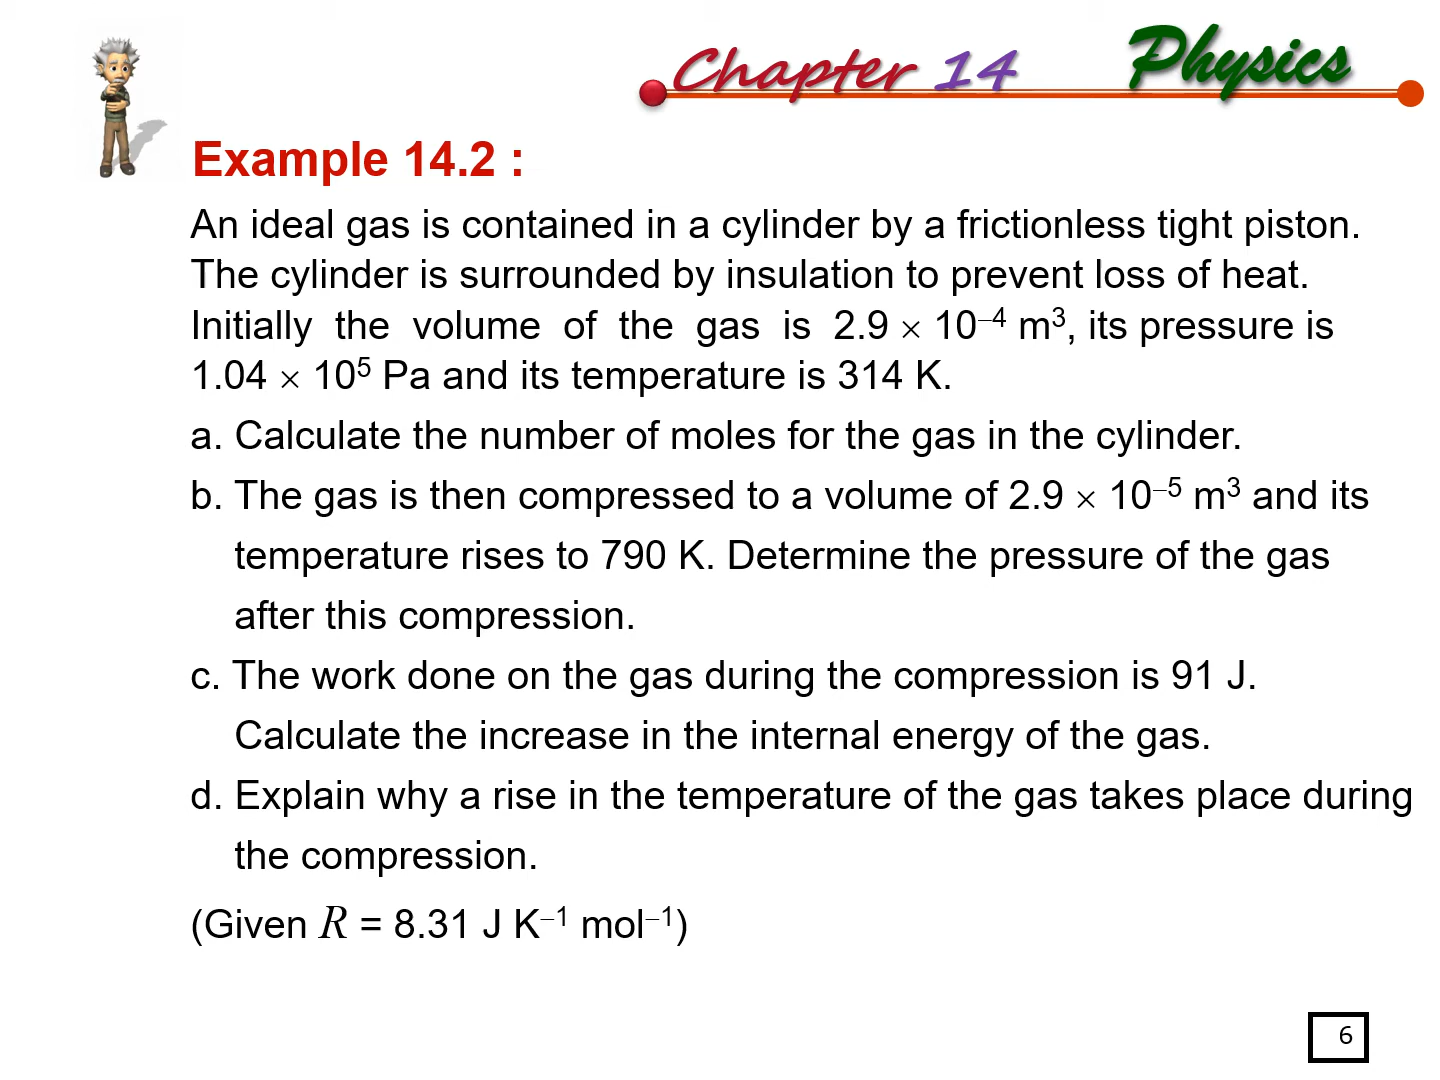 Chapter 14 Physics
Example 14.2 :
An ideal gas is contained in a cylinder by a frictionless tight piston.
The cylinder is surrounded by insulation to prevent loss of heat.
Initially the volume of the gas is 2.9 × 10⁻⁴ m³, its pressure is
1.04 × 10⁵ Pa and its temperature is 314 K.
a. Calculate the number of moles for the gas in the cylinder.
b. The gas is then compressed to a volume of 2.9 × 10⁻⁵ m³ and its
temperature rises to 790 K. Determine the pressure of the gas
after this compression.
c. The work done on the gas during the compression is 91 J.
Calculate the increase in the internal energy of the gas.
d. Explain why a rise in the temperature of the gas takes place during
the compression.
(Given R = 8.31 J K⁻¹ mol⁻¹)
6